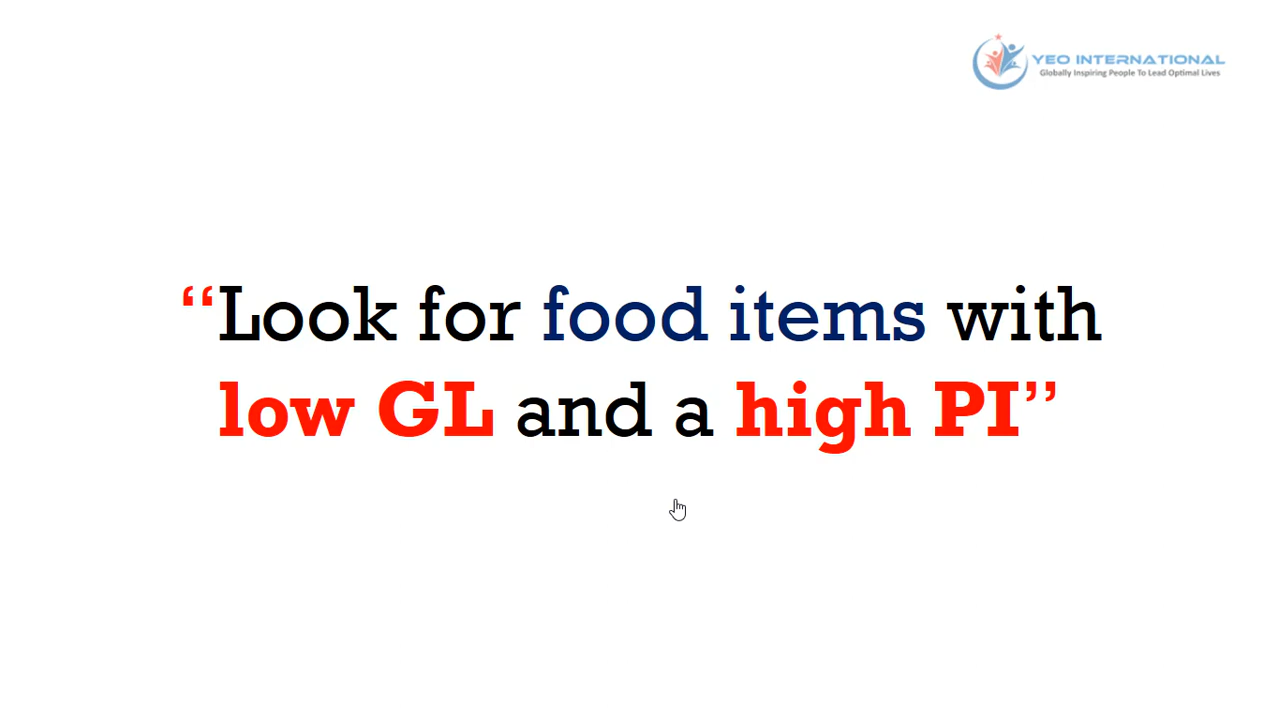 YEO INTERNATIONAL
Globally Inspiring People To Lead Optimal Lives
“Look for food items with
low GL and a high PI”